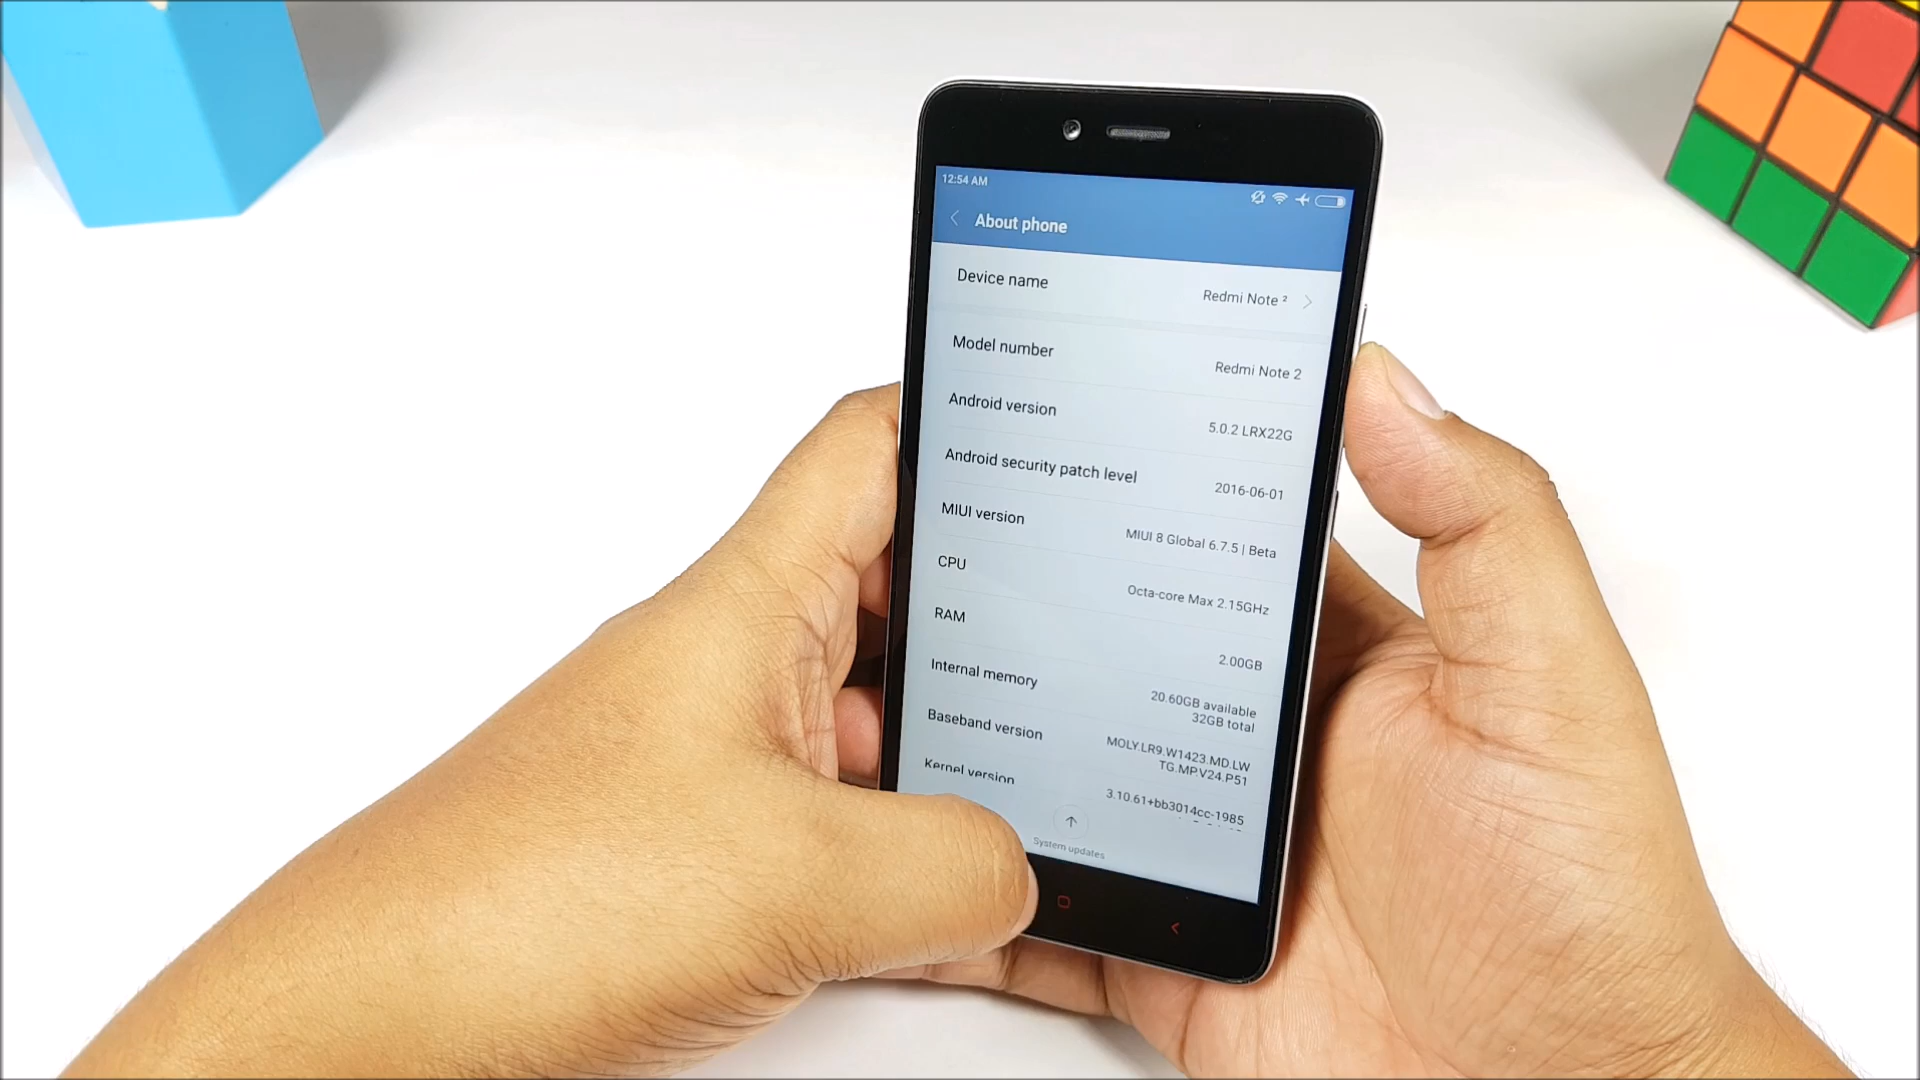 12:54 AM
About phone
Device name
Redmi Note ²
Model number
Redmi Note 2
Android version
5.0.2 LRX22G
Android security patch level
2016-06-01
MIUI version
MIUI 8 Global 6.7.5 | Beta
CPU
Octa-core Max 2.15GHz
RAM
2.00GB
Internal memory
20.60GB available
32GB total
Baseband version
MOLY.LR9.W1423.MD.LW
TG.MP.V24.P51
Kernel version
3.10.61+bb3014cc-1985
System updates